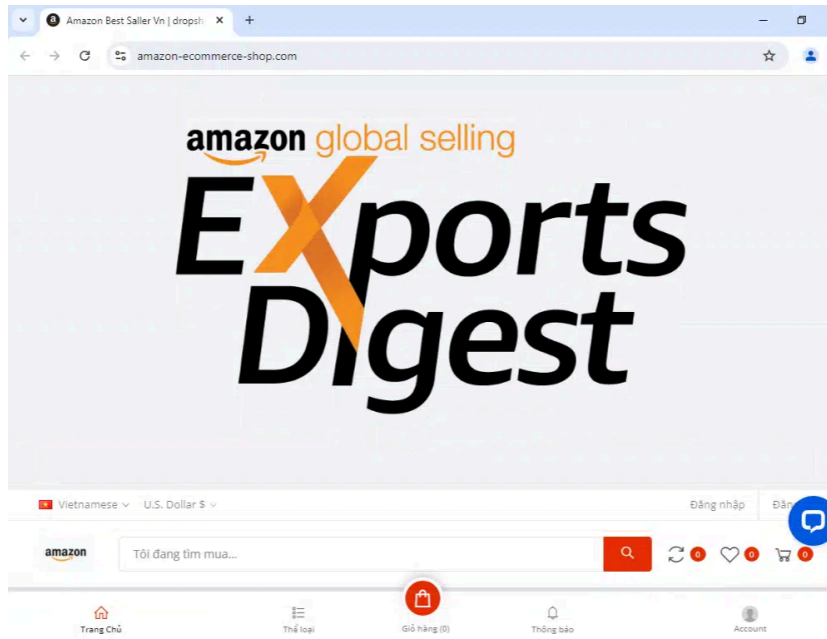 Amazon Best Saller Vn | dropsh
amazon-ecommerce-shop.com
amazon global selling
Exports
Digest
Vietnamese U.S. Dollar $ Đăng nhập Đăn
amazon Tôi đang tìm mua... 0 0 0
Trang Chủ Thể loại Giỏ hàng (0) Thông báo Account